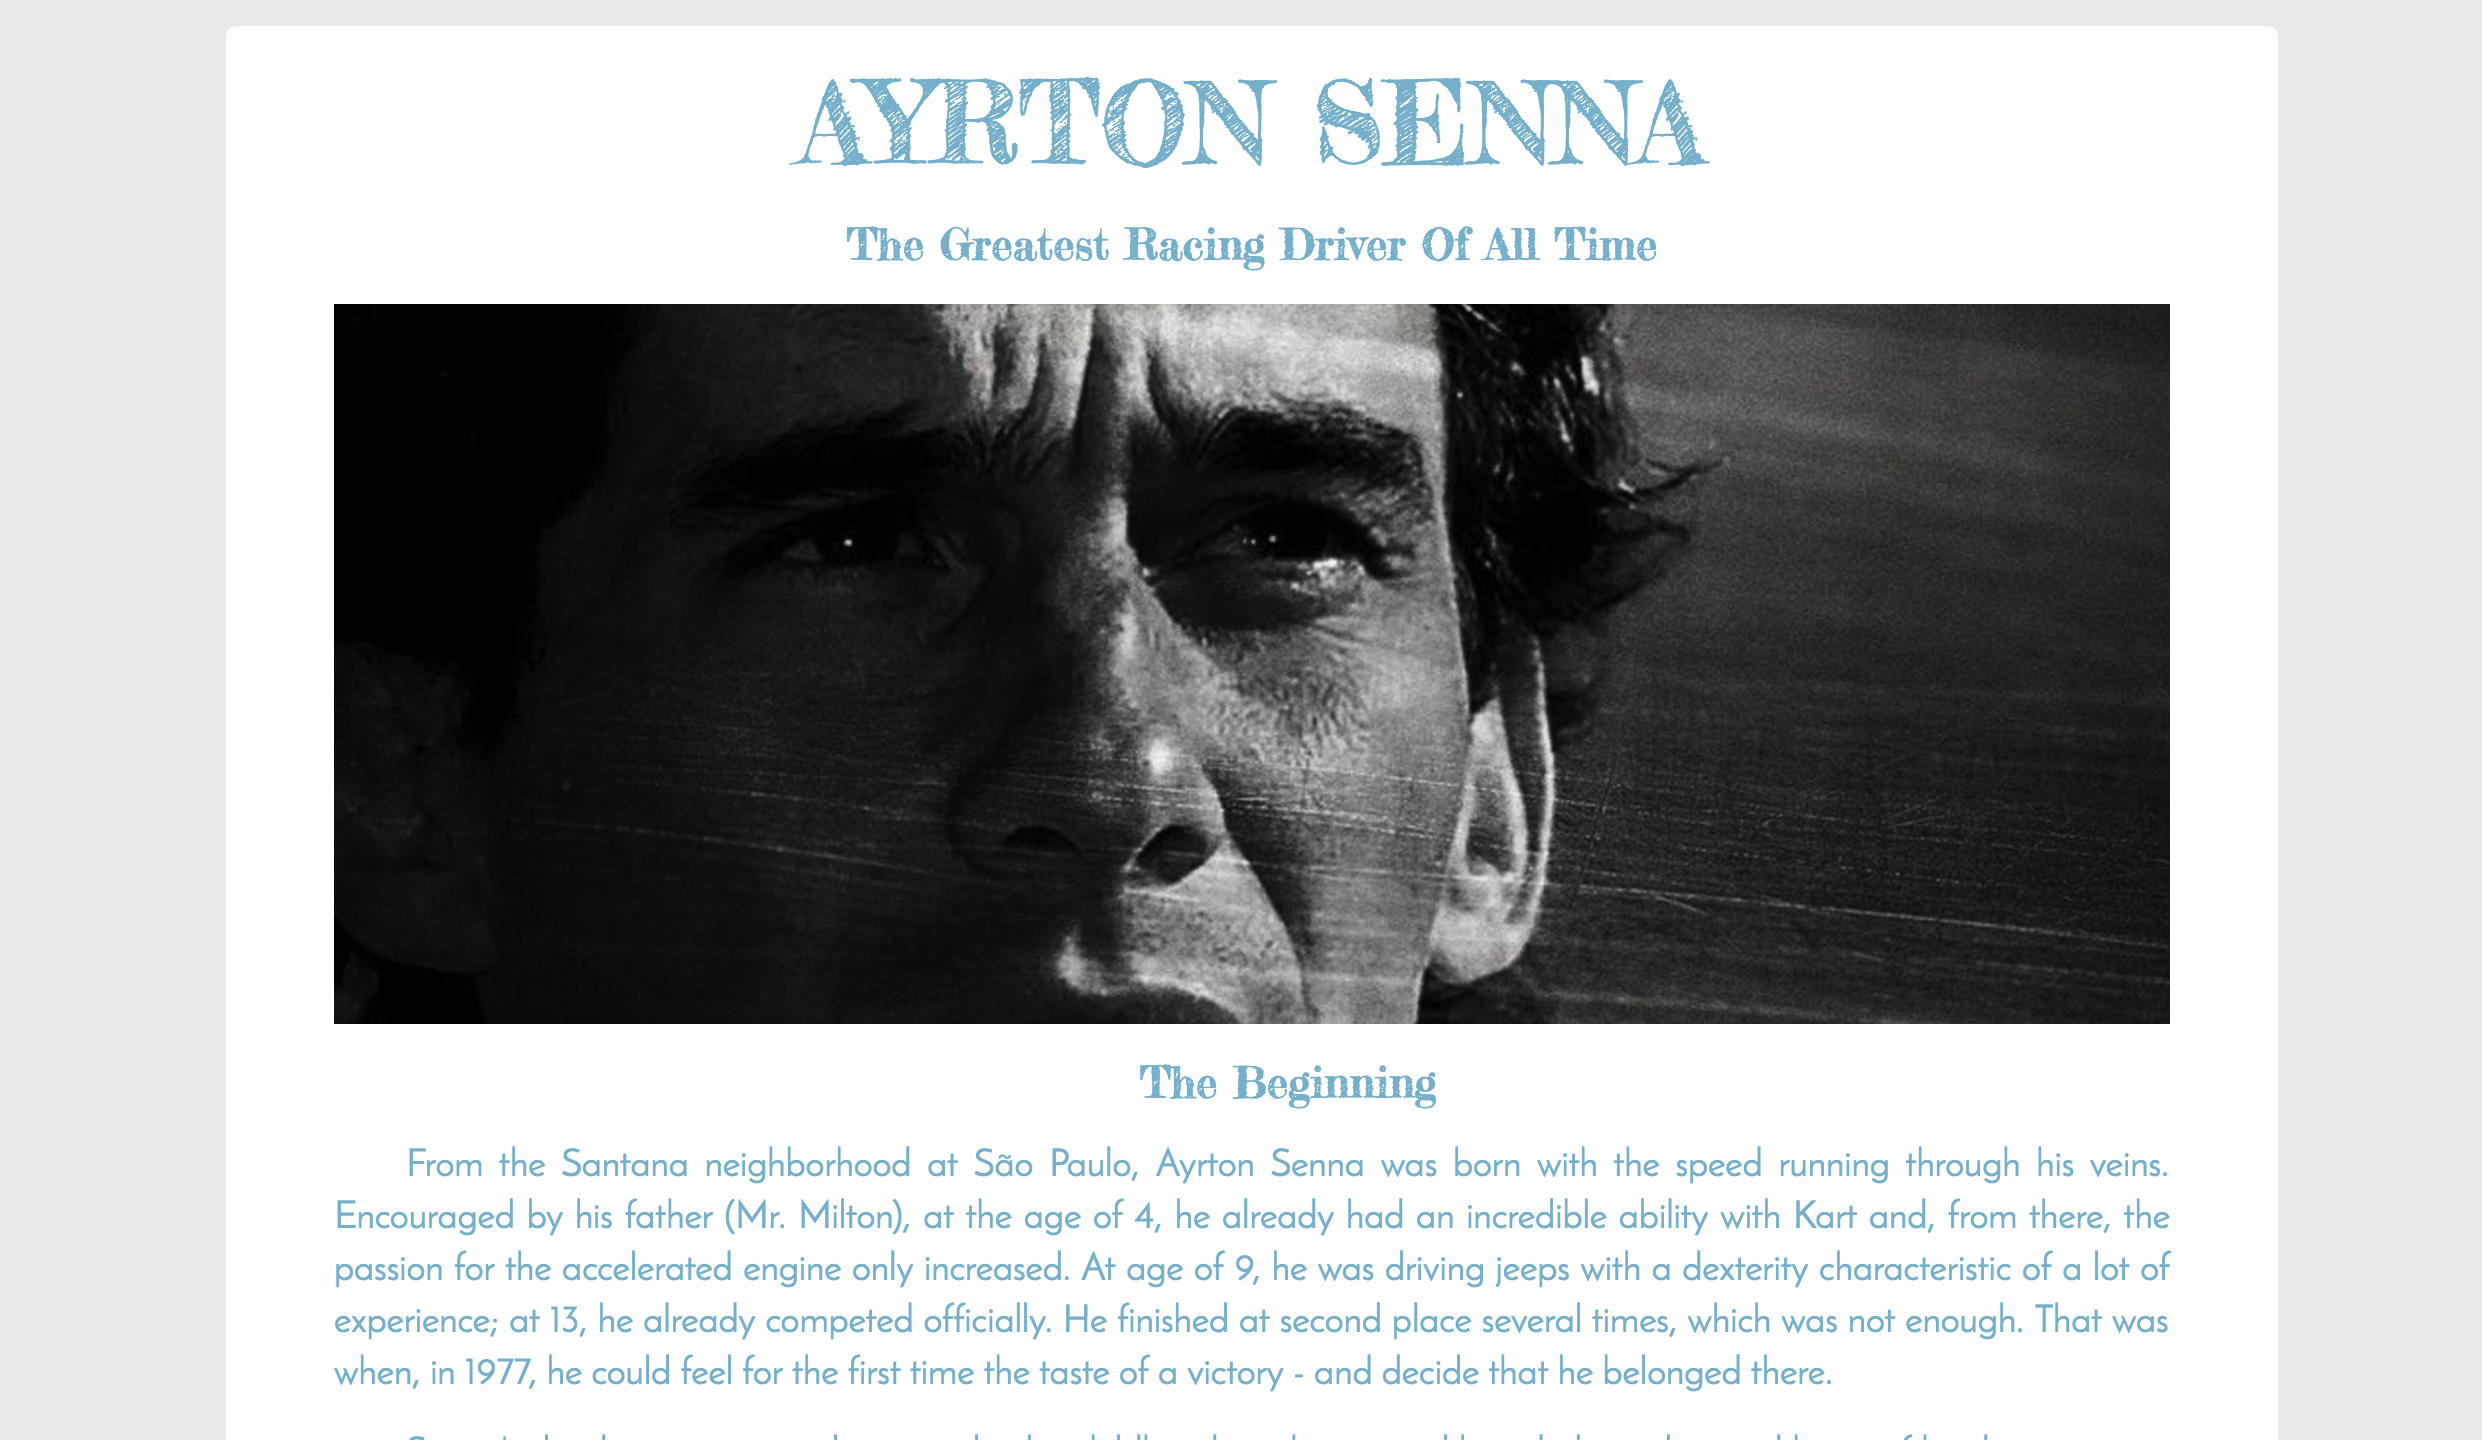 AYRTON SENNA
The Greatest Racing Driver Of All Time
The Beginning
From the Santana neighborhood at São Paulo, Ayrton Senna was born with the speed running through his veins.
Encouraged by his father (Mr. Milton), at the age of 4, he already had an incredible ability with Kart and, from there, the
passion for the accelerated engine only increased. At age of 9, he was driving jeeps with a dexterity characteristic of a lot of
experience; at 13, he already competed officially. He finished at second place several times, which was not enough. That was
when, in 1977, he could feel for the first time the taste of a victory - and decide that he belonged there.